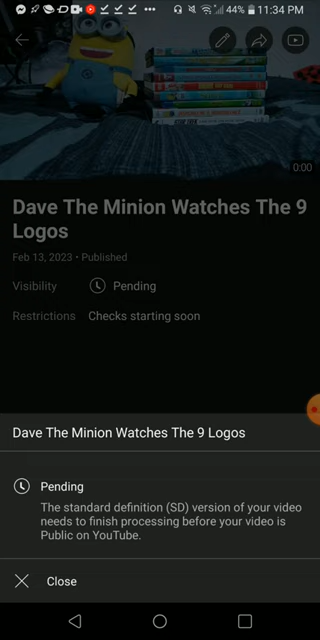 44% 11:34 PM
0:00
Dave The Minion Watches The 9
Logos
Feb 13, 2023 • Published
Visibility Pending
Restrictions Checks starting soon
Dave The Minion Watches The 9 Logos
Pending
The standard definition (SD) version of your video
needs to finish processing before your video is
Public on YouTube.
Close